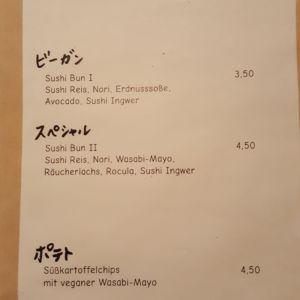 ビーガン
Sushi Bun I 3,50
Sushi Reis, Nori, Erdnusssoße,
Avocado, Sushi Ingwer
スペシャル
Sushi Bun II 4,50
Sushi Reis, Nori, Wasabi-Mayo,
Räucherlachs, Rocula, Sushi Ingwer
ポテト
Süßkartoffelchips 4,50
mit veganer Wasabi-Mayo